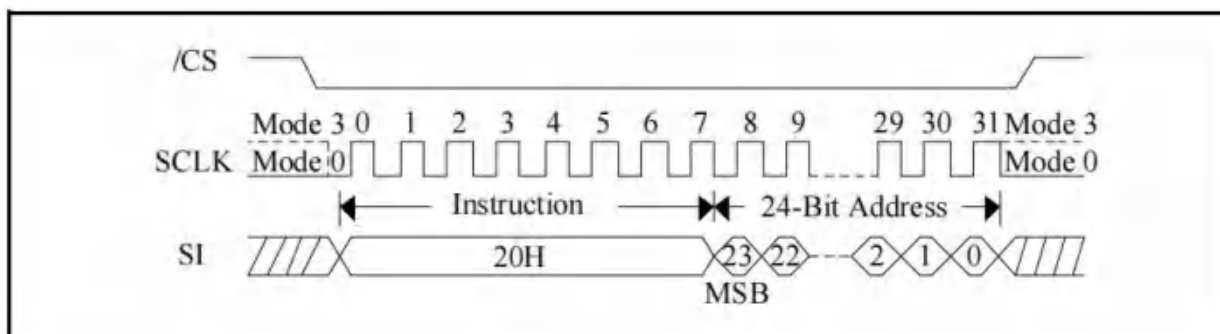 /CS
Mode 3 0 1 2 3 4 5 6 7 8 9 29 30 31 Mode 3
SCLK Mode 0 Mode 0
Instruction 24-Bit Address
SI 20H 23 22 2 1 0
MSB